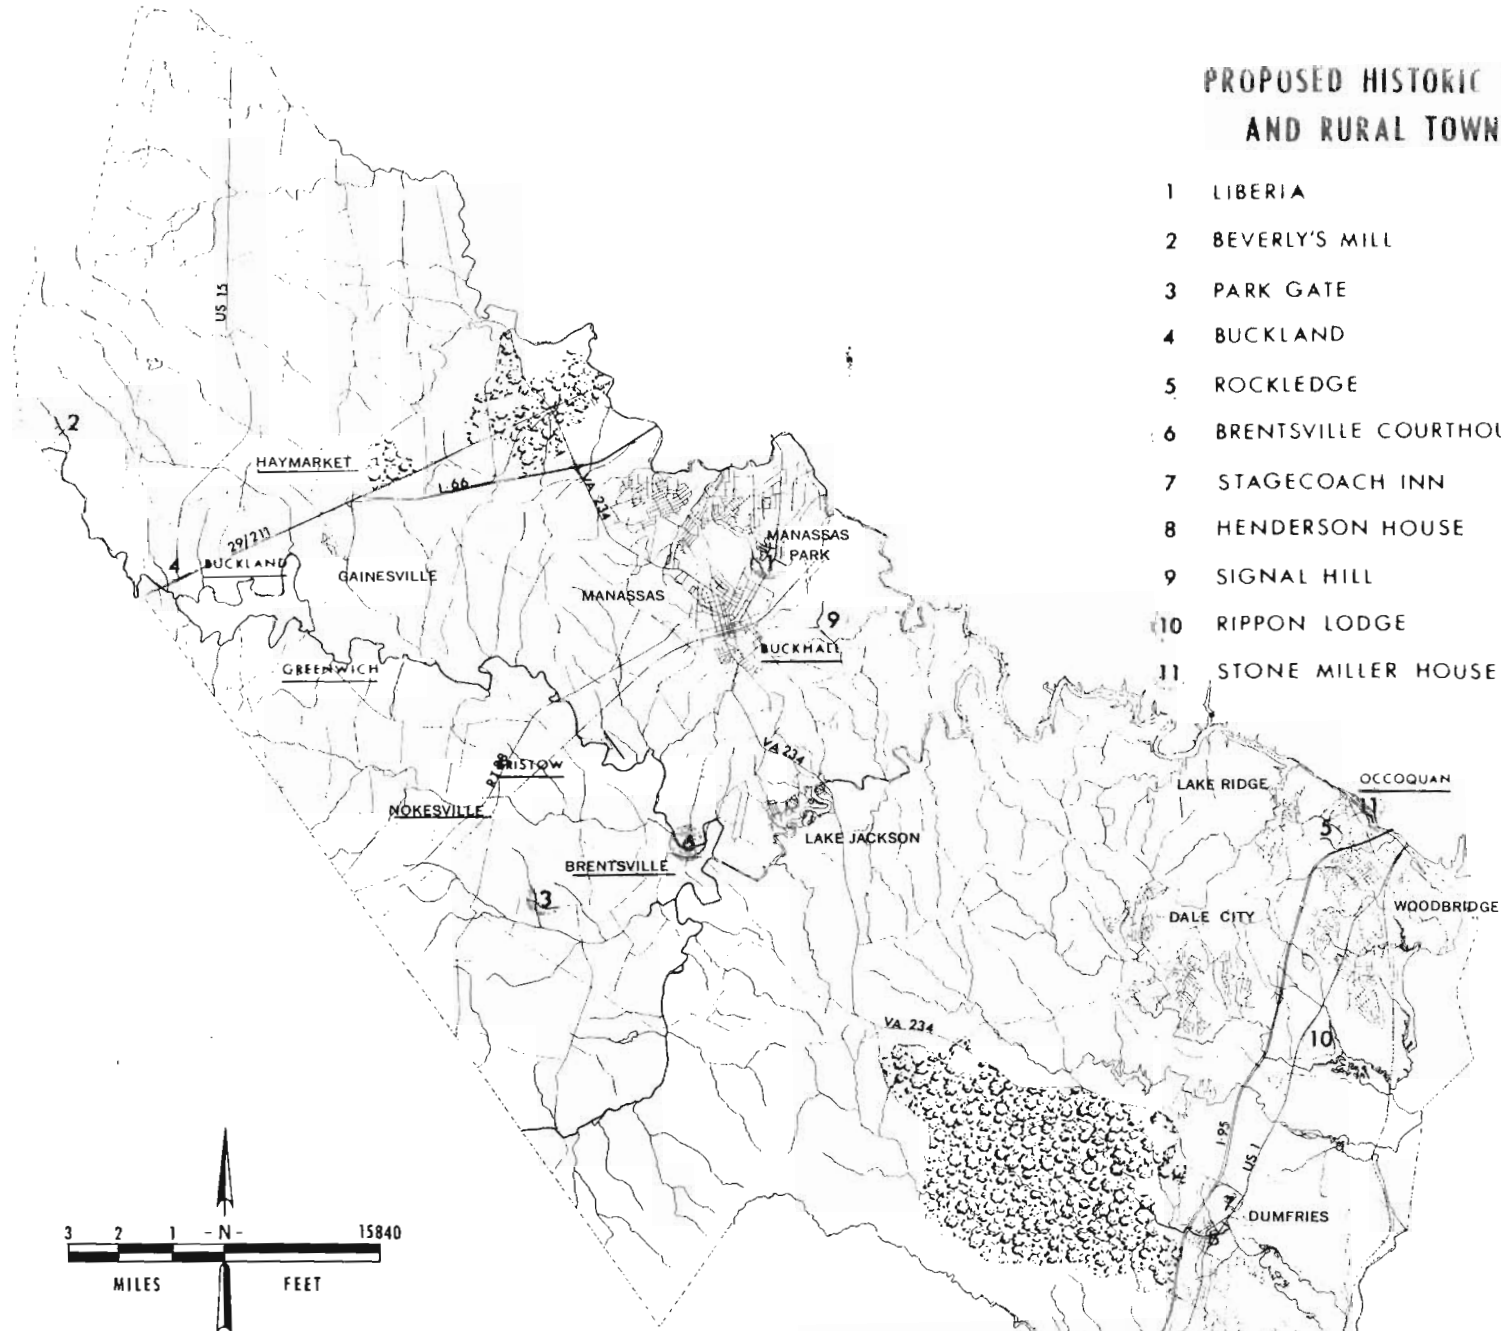 PROPOSED HISTORIC
AND RURAL TOWN
1 LIBERIA
2 BEVERLY'S MILL
3 PARK GATE
4 BUCKLAND
5 ROCKLEDGE
6 BRENTSVILLE COURTHOU
7 STAGECOACH INN
8 HENDERSON HOUSE
9 SIGNAL HILL
10 RIPPON LODGE
11 STONE MILLER HOUSE
US 15
2
HAYMARKET
I-66
VA 234
29/211
4
BUCKLAND
GAINESVILLE
MANASSAS
PARK
MANASSAS
9
BUCKHALL
GREENWICH
VA 234
BRISTOW
NOKESVILLE
LAKE RIDGE
OCCOQUAN
11
5
6
LAKE JACKSON
BRENTSVILLE
3
DALE CITY
WOODBRIDGE
VA 234
10
I-95
US 1
7
DUMFRIES
8
3 2 1 -N- 15840
MILES FEET